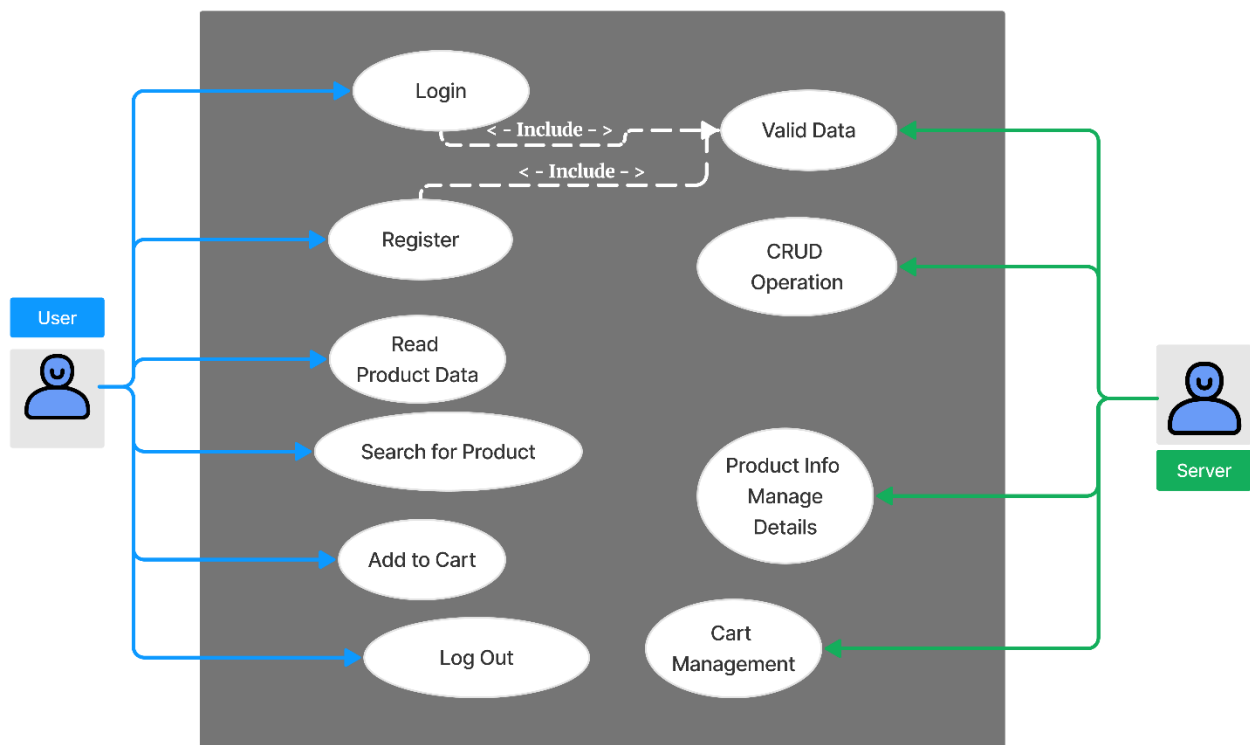 Login
< - Include - >
Valid Data
< - Include - >
Register
CRUD
Operation
User
Read
Product Data
Search for Product
Product Info
Manage
Details
Server
Add to Cart
Cart
Management
Log Out